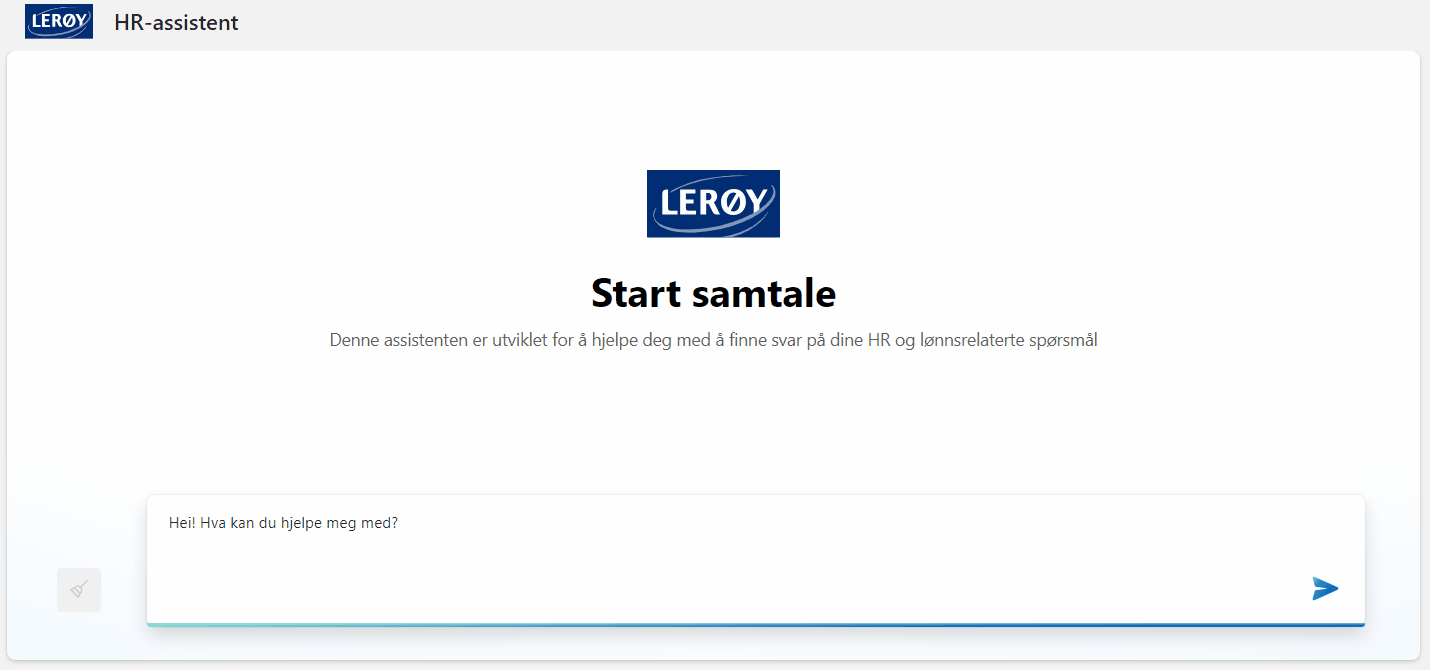 LERØY HR-assistent
LERØY
Start samtale
Denne assistenten er utviklet for å hjelpe deg med å finne svar på dine HR og lønnsrelaterte spørsmål
Hei! Hva kan du hjelpe meg med?